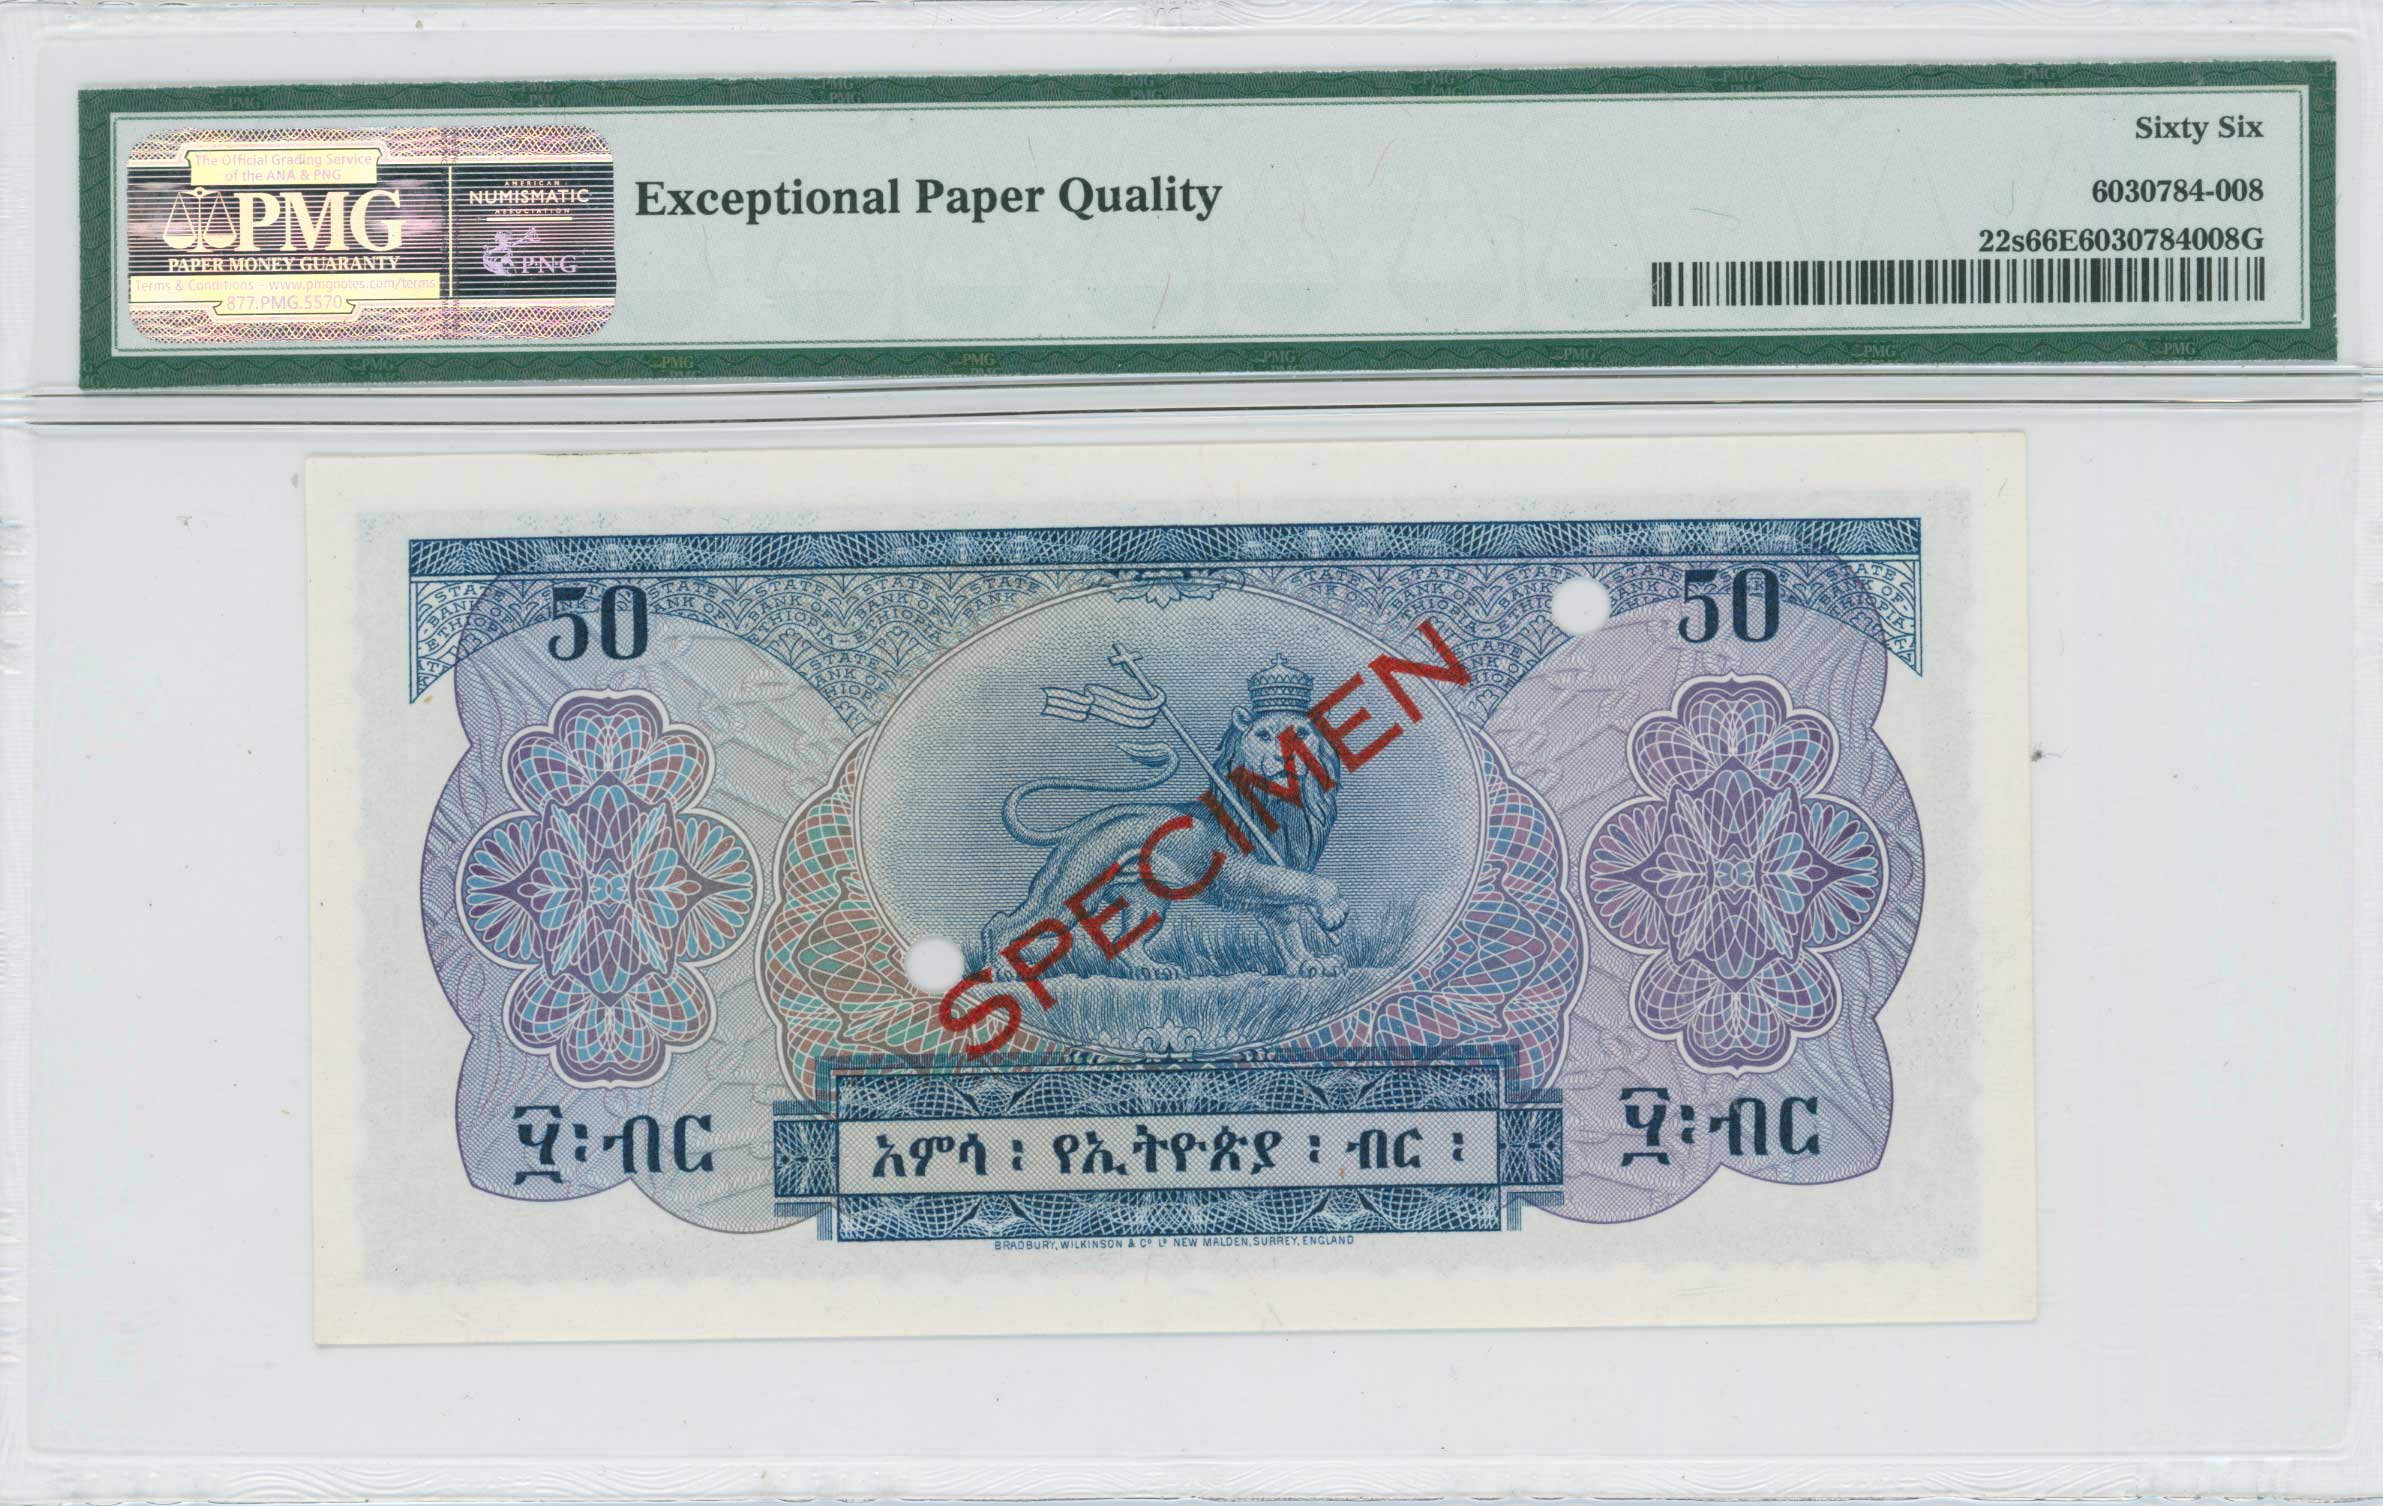 The Official Grading Service
of the ANA & PNG
PMG
PAPER MONEY GUARANTY
Terms & Conditions - www.pmgnotes.com/terms
877.PMG.5570
AMERICAN
NUMISMATIC
ASSOCIATION
PNG
Exceptional Paper Quality
Sixty Six
6030784-008
22s66E6030784008G
50
50
STATE BANK OF ETHIOPIA
SPECIMEN
፶፡ብር
፶፡ብር
አምሳ ፡ የኢትዮጵያ ፡ ብር ፡
BRADBURY, WILKINSON & Cº Lᴰ NEW MALDEN, SURREY, ENGLAND